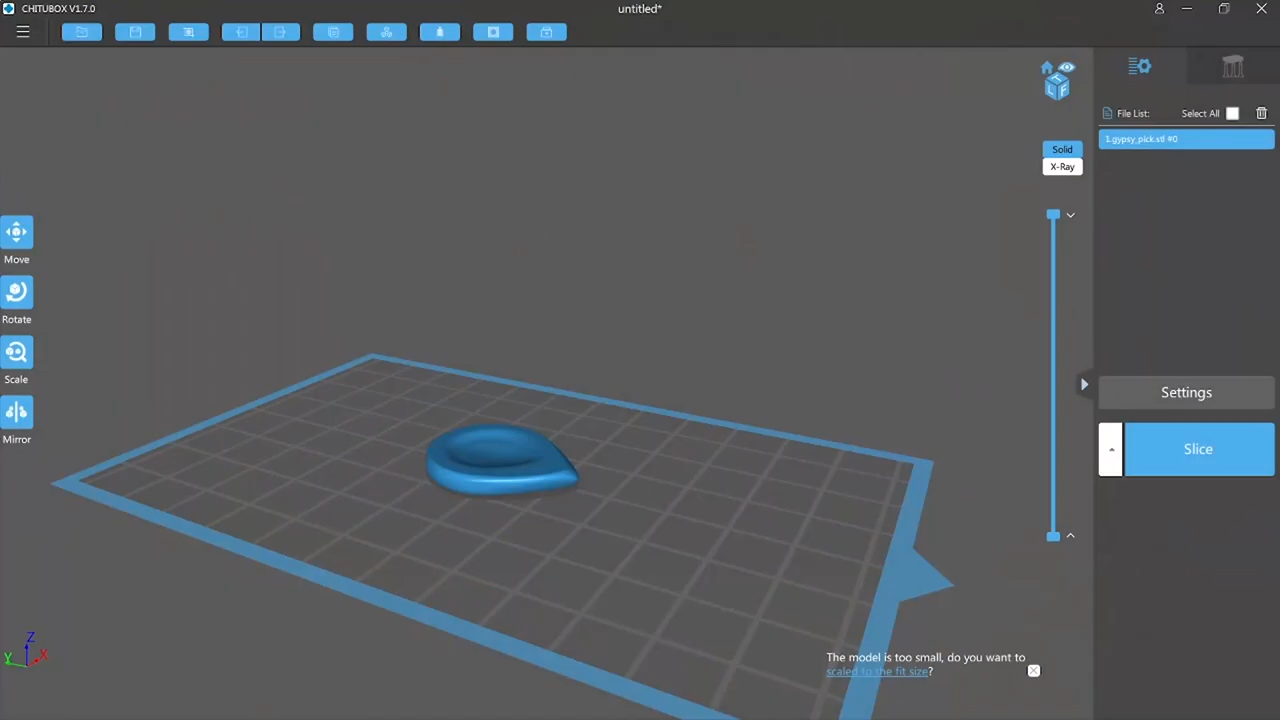 CHITUBOX V1.7.0
untitled*
File List:
Select All
1.gypsy_pick.stl #0
Solid
X-Ray
Move
Rotate
Scale
Mirror
Settings
Slice
T
L F
Z
Y X
The model is too small, do you want to
scaled to the fit size?